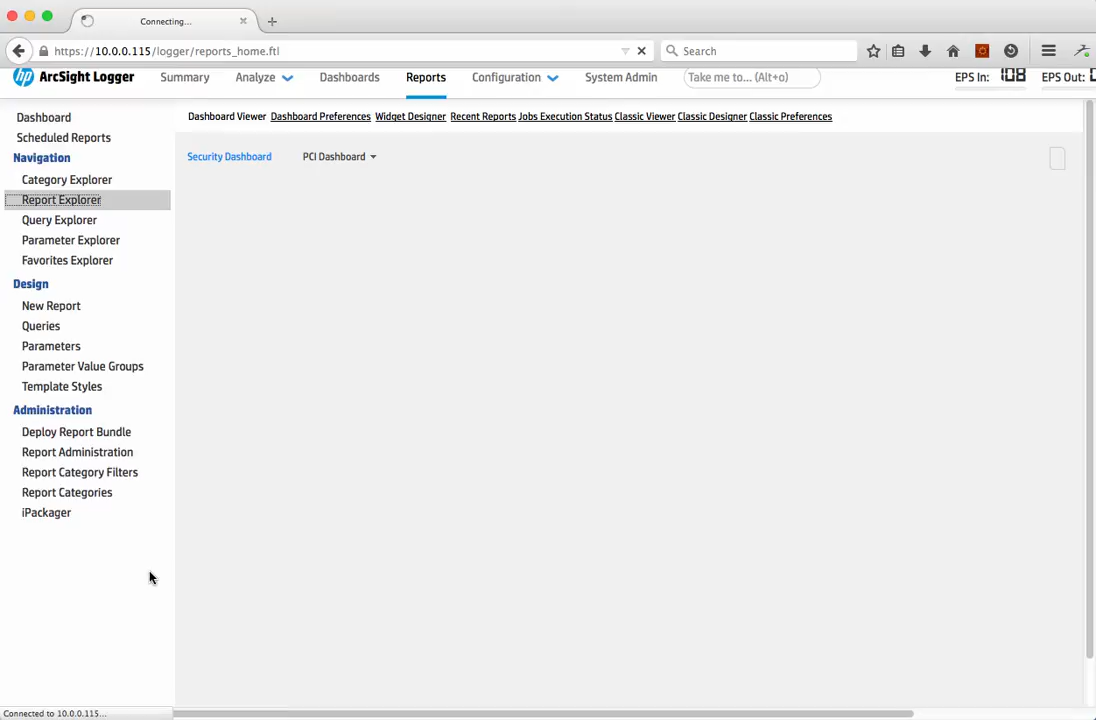 Connecting...
https://10.0.0.115/logger/reports_home.ftl
Search
hp ArcSight Logger Summary Analyze Dashboards Reports Configuration System Admin Take me to... (Alt+o) EPS In: 108 EPS Out:
Dashboard
Scheduled Reports
Navigation
Category Explorer
Report Explorer
Query Explorer
Parameter Explorer
Favorites Explorer
Design
New Report
Queries
Parameters
Parameter Value Groups
Template Styles
Administration
Deploy Report Bundle
Report Administration
Report Category Filters
Report Categories
iPackager
Dashboard Viewer Dashboard Preferences Widget Designer Recent Reports Jobs Execution Status Classic Viewer Classic Designer Classic Preferences
Security Dashboard PCI Dashboard
Connected to 10.0.0.115...